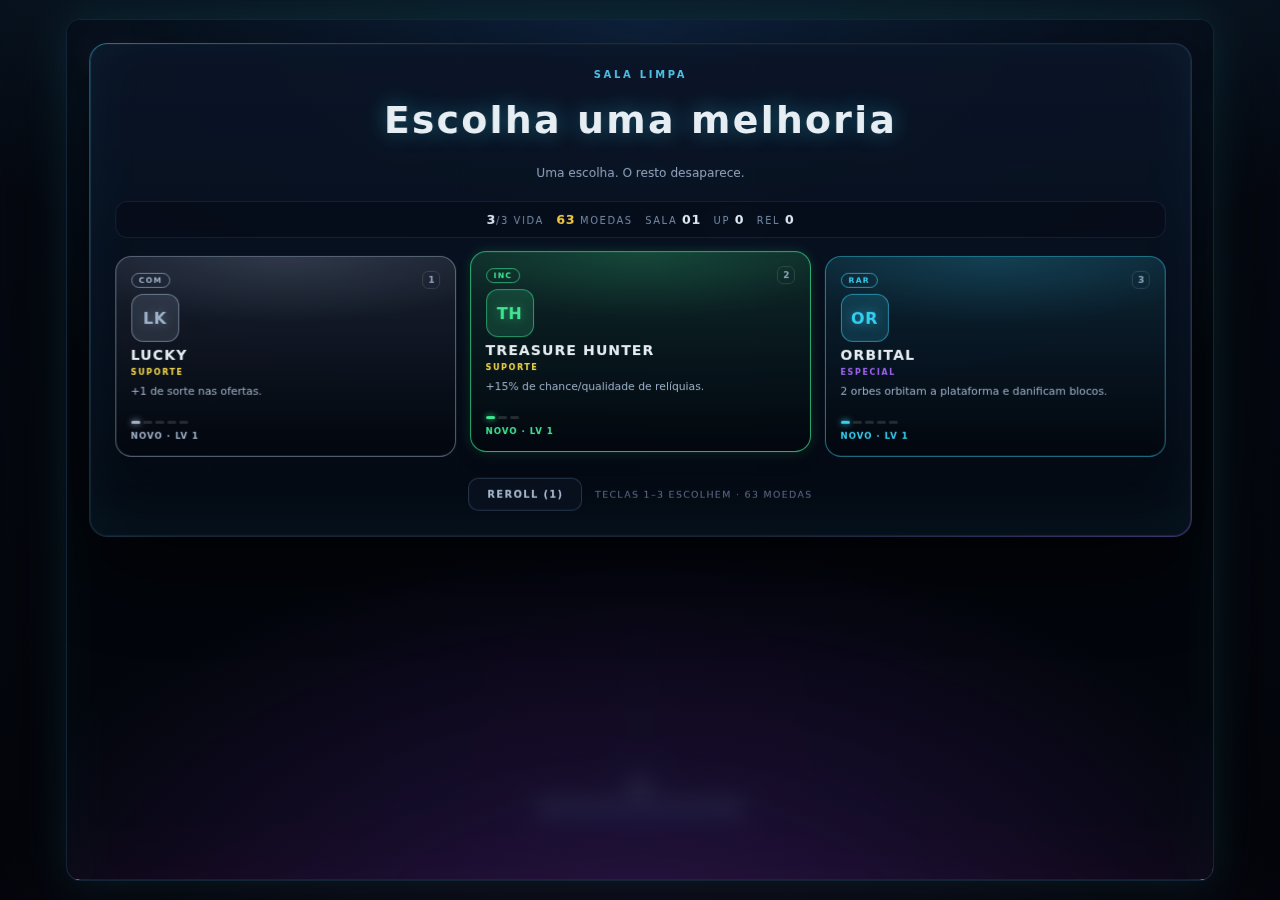 SALA LIMPA
Escolha uma melhoria
Uma escolha. O resto desaparece.
3/3 VIDA 63 MOEDAS SALA 01 UP 0 REL 0
COM 1
LK
LUCKY
SUPORTE
+1 de sorte nas ofertas.
NOVO · LV 1
INC 2
TH
TREASURE HUNTER
SUPORTE
+15% de chance/qualidade de relíquias.
NOVO · LV 1
RAR 3
OR
ORBITAL
ESPECIAL
2 orbes orbitam a plataforma e danificam blocos.
NOVO · LV 1
REROLL (1) TECLAS 1–3 ESCOLHEM · 63 MOEDAS